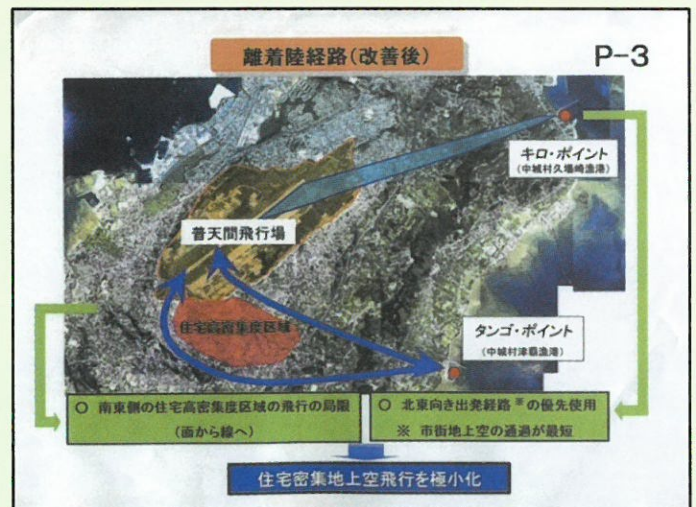 離着陸経路(改善後)
P-3
キロ・ポイント
(中城村久場崎漁港)
普天間飛行場
住宅高密集度区域
タンゴ・ポイント
(中城村津覇漁港)
○ 南東側の住宅高密集度区域の飛行の局限
(面から線へ)
○ 北東向き出発経路※の優先使用
※ 市街地上空の通過が最短
住宅密集地上空飛行を極小化